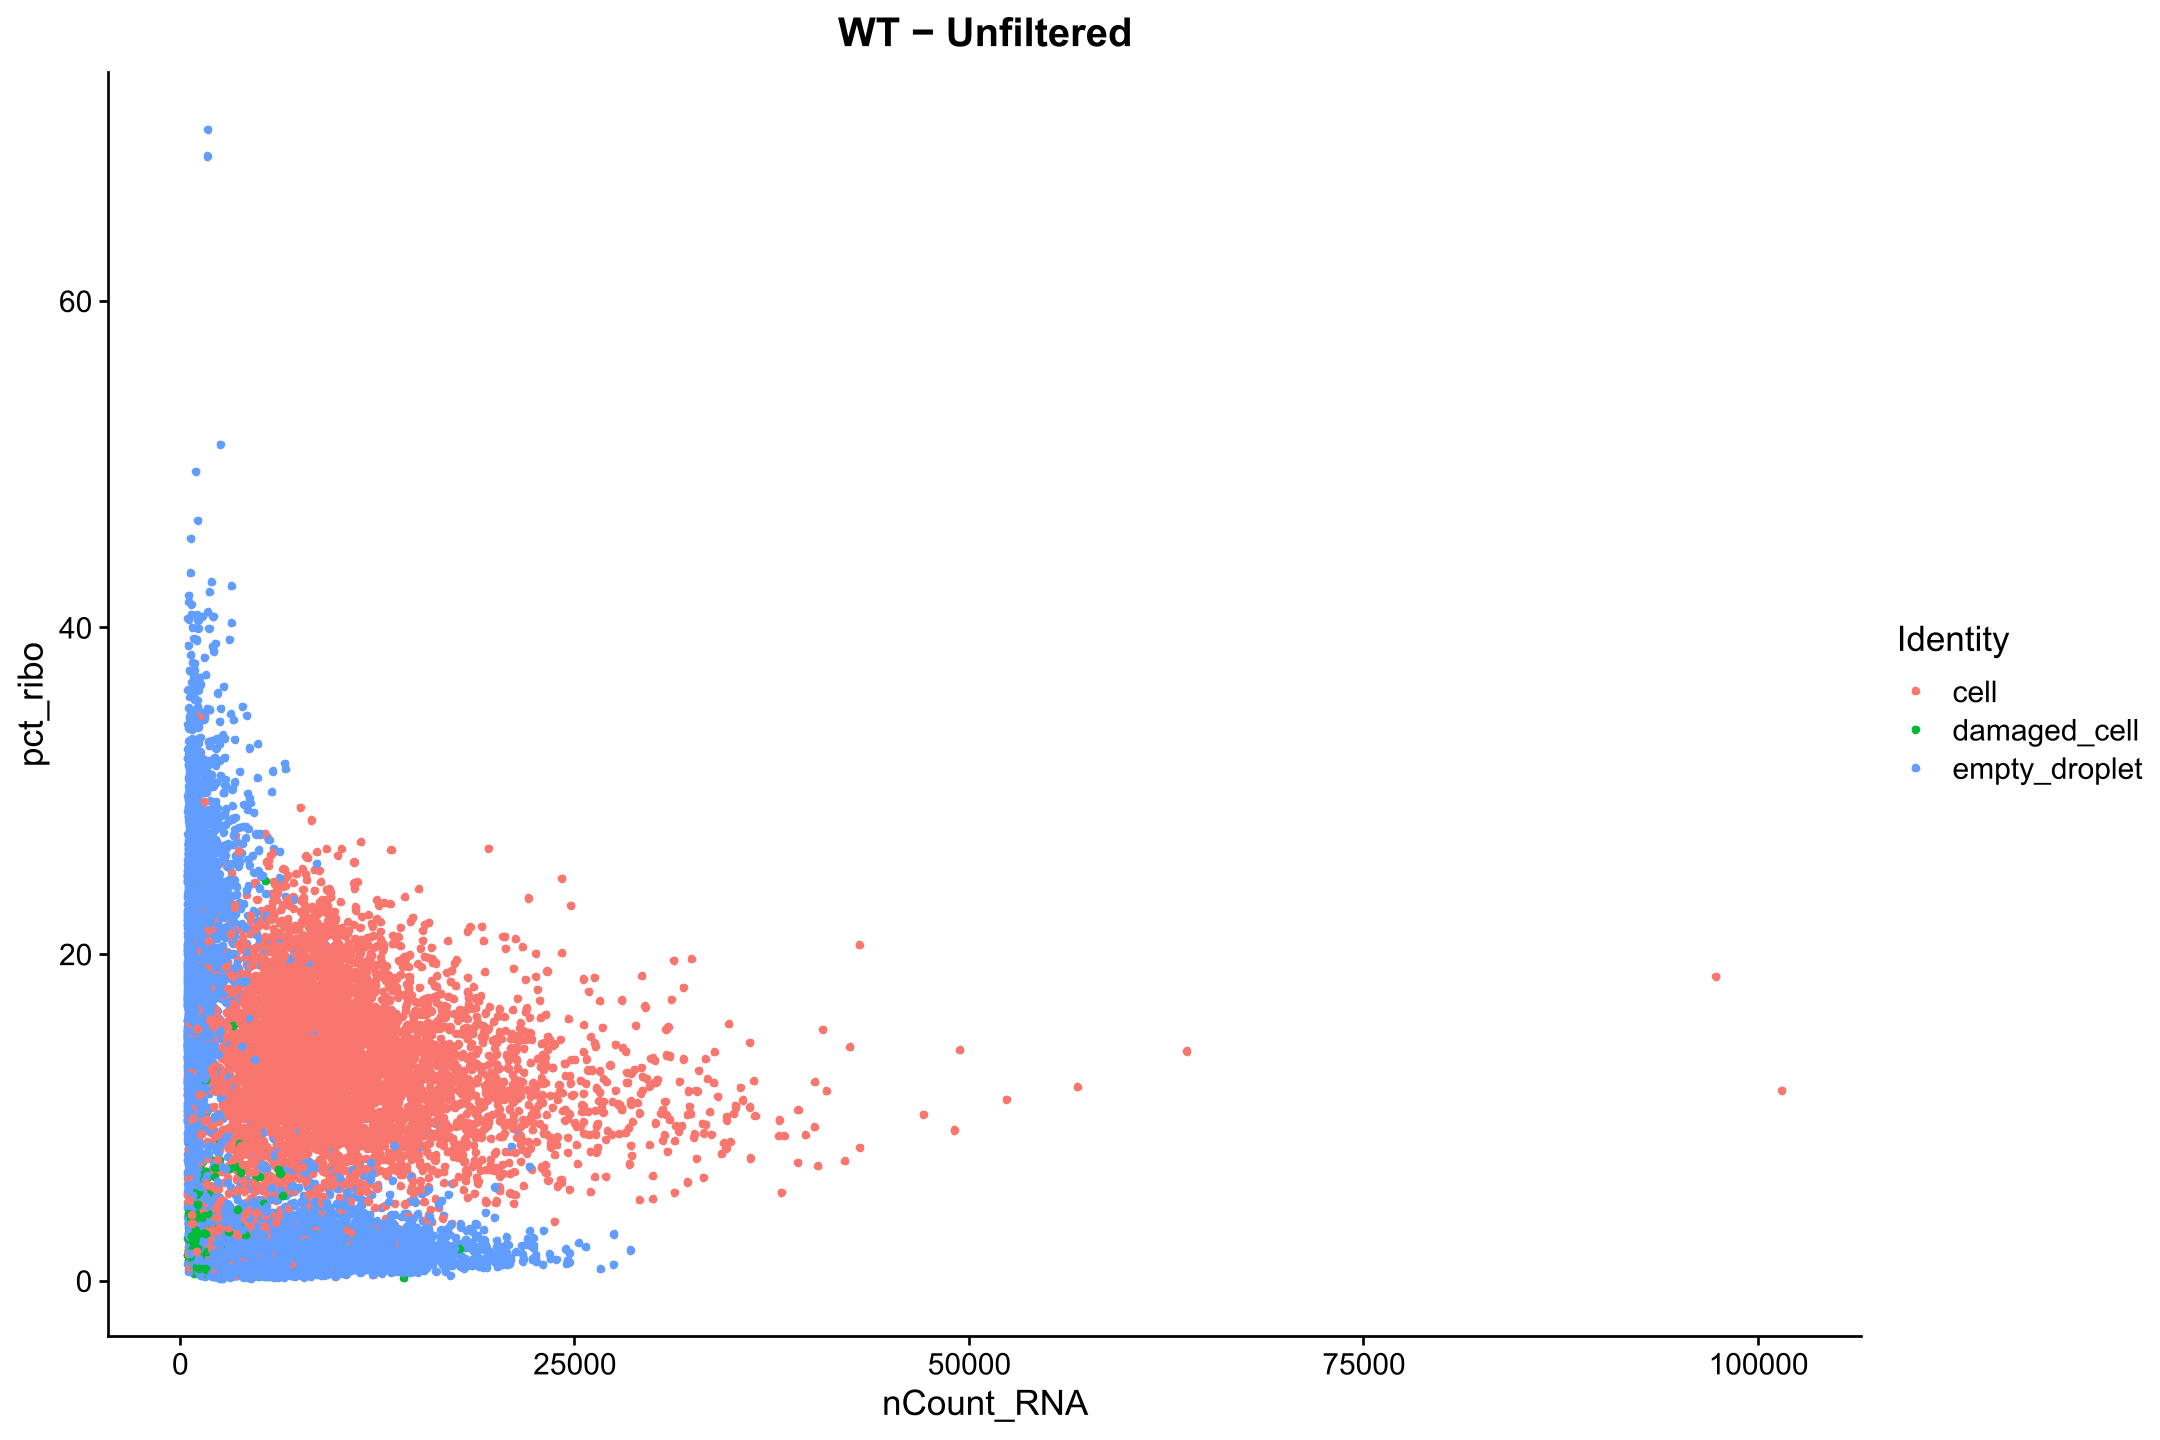 WT − Unfiltered
60
40
20
0
pct_ribo
0
25000
50000
75000
100000
nCount_RNA
Identity
cell
damaged_cell
empty_droplet